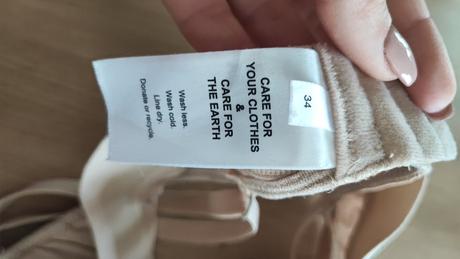 34
CARE FOR
YOUR CLOTHES
&
CARE FOR
THE EARTH
Wash less.
Wash cold.
Line dry.
Donate or recycle.